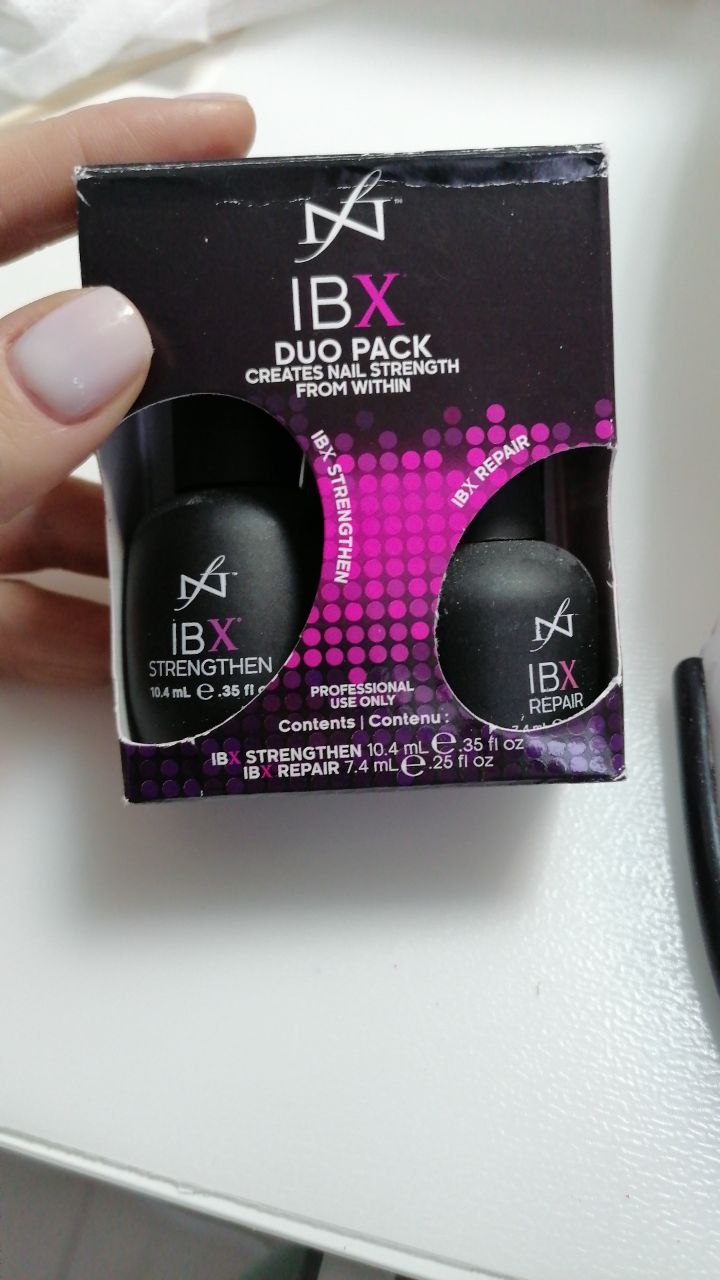 IBX
DUO PACK
CREATES NAIL STRENGTH
FROM WITHIN
IBX STRENGTHEN
IBX REPAIR
IBX
STRENGTHEN
10.4 mL ℮ .35 fl
IBX
REPAIR
PROFESSIONAL
USE ONLY
Contents | Contenu :
IBX STRENGTHEN 10.4 mL ℮ .35 fl oz
IBX REPAIR 7.4 mL ℮ .25 fl oz